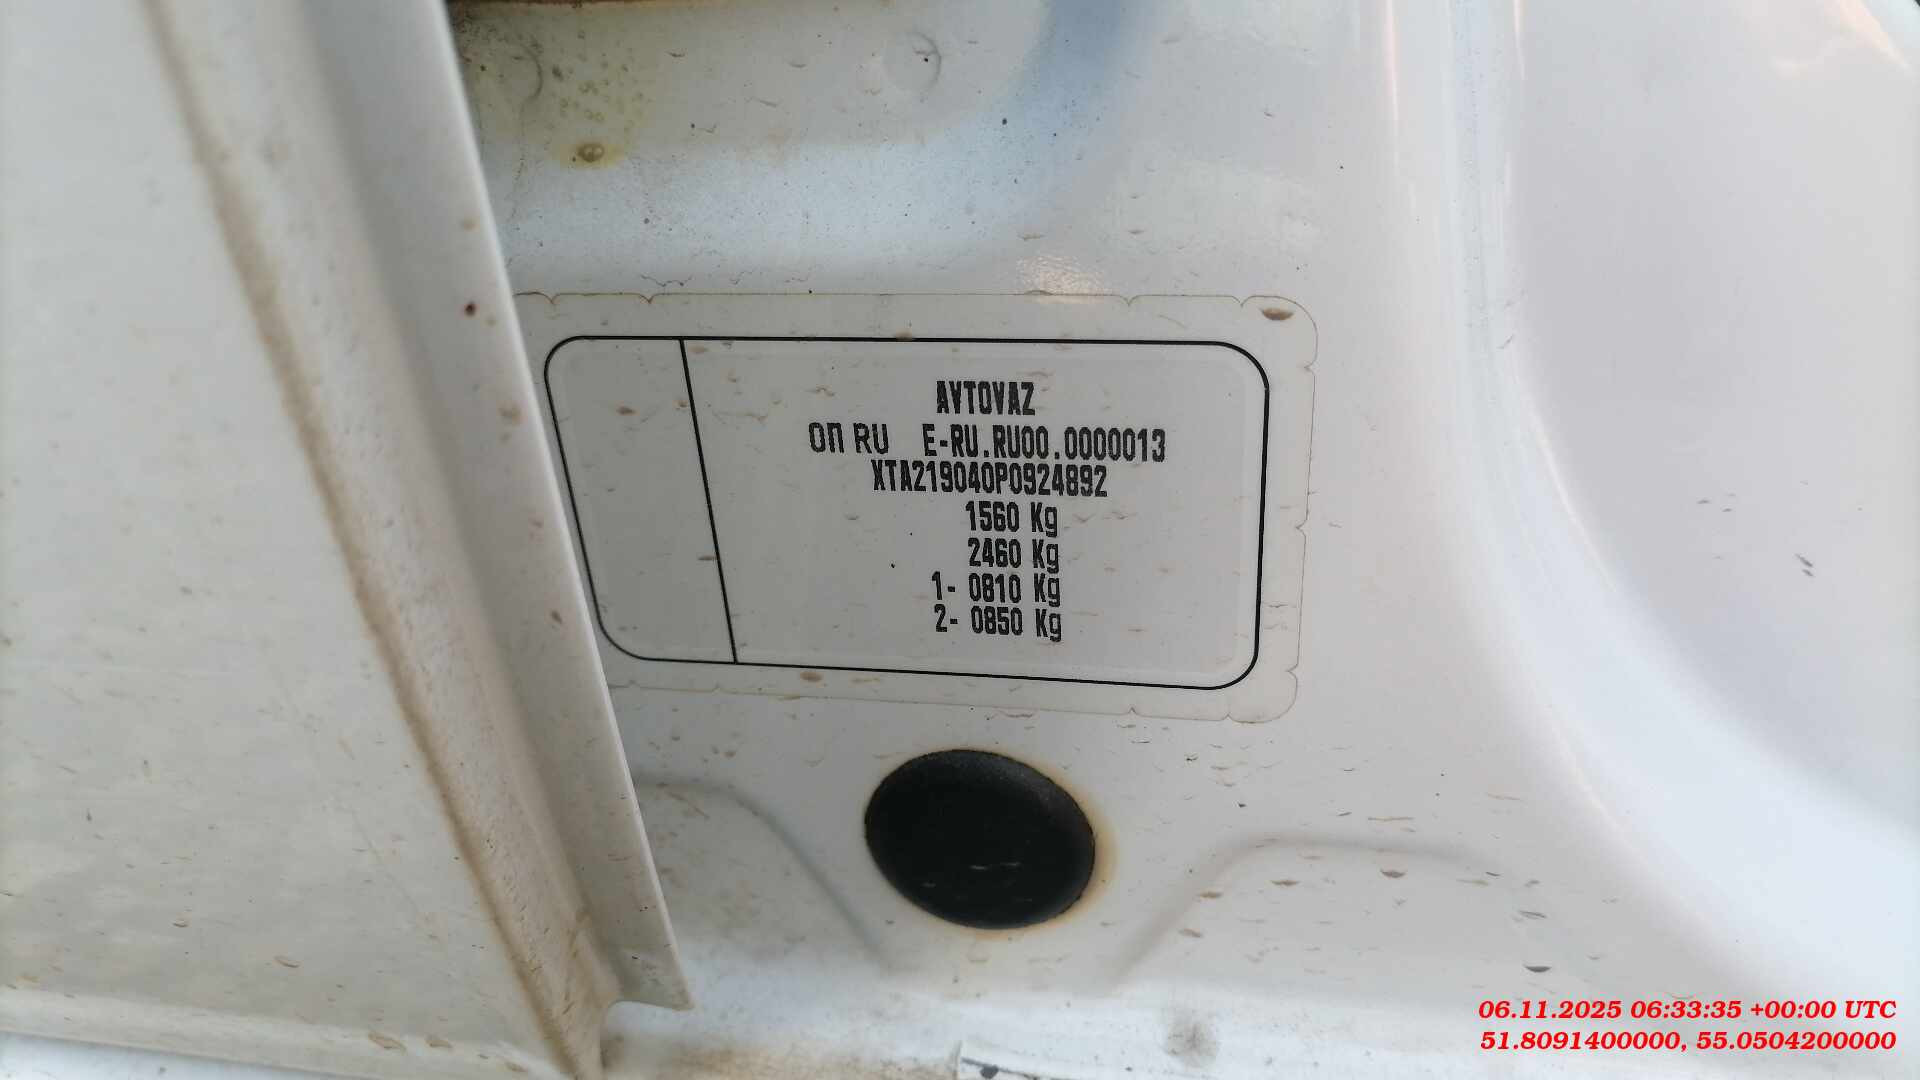 AVTOVAZ
ОП RU E-RU.RU00.0000013
XTA219040P0924892
1560 Kg
2460 Kg
1- 0810 Kg
2- 0850 Kg
06.11.2025 06:33:35 +00:00 UTC
51.8091400000, 55.0504200000